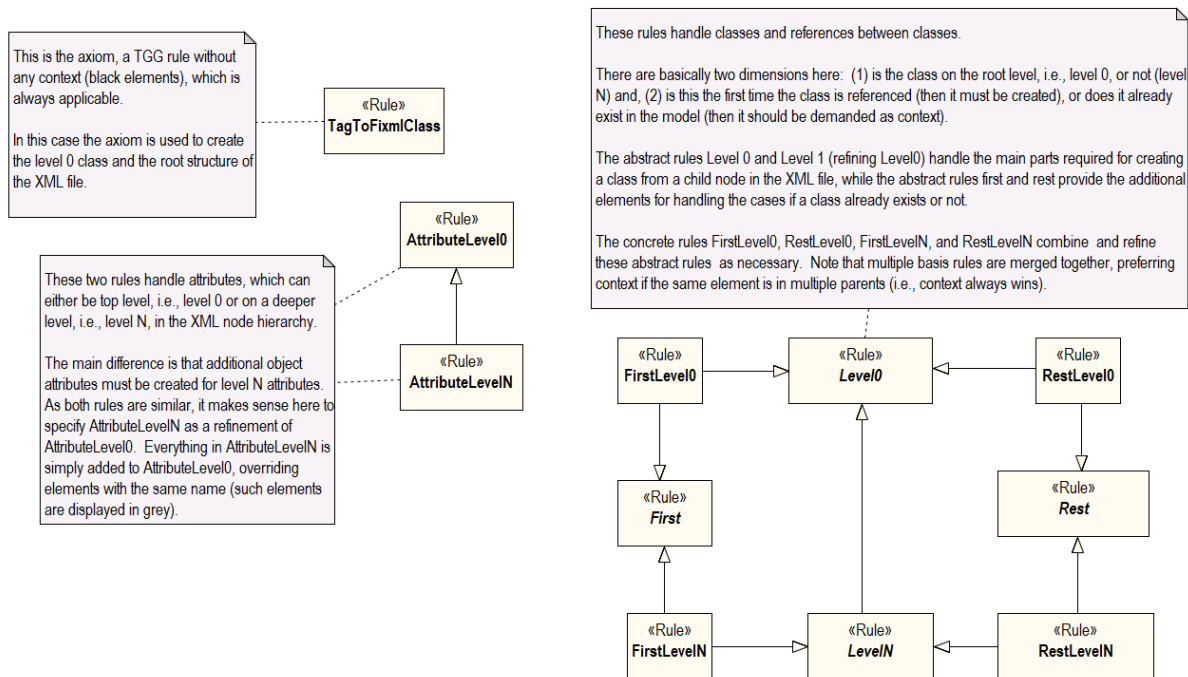 This is the axiom, a TGG rule without
any context (black elements), which is
always applicable.
In this case the axiom is used to create
the level 0 class and the root structure of
the XML file.
«Rule»
TagToFixmlClass
«Rule»
AttributeLevel0
These two rules handle attributes, which can
either be top level, i.e., level 0 or on a deeper
level, i.e., level N, in the XML node hierarchy.
The main difference is that additional object
attributes must be created for level N attributes.
As both rules are similar, it makes sense here to
specify AttributeLevelN as a refinement of
AttributeLevel0. Everything in AttributeLevelN is
simply added to AttributeLevel0, overriding
elements with the same name (such elements
are displayed in grey).
«Rule»
AttributeLevelN
These rules handle classes and references between classes.
There are basically two dimensions here: (1) is the class on the root level, i.e., level 0, or not (level
N) and, (2) is this the first time the class is referenced (then it must be created), or does it already
exist in the model (then it should be demanded as context).
The abstract rules Level 0 and Level 1 (refining Level0) handle the main parts required for creating
a class from a child node in the XML file, while the abstract rules first and rest provide the additional
elements for handling the cases if a class already exists or not.
The concrete rules FirstLevel0, RestLevel0, FirstLevelN, and RestLevelN combine and refine
these abstract rules as necessary. Note that multiple basis rules are merged together, preferring
context if the same element is in multiple parents (i.e., context always wins).
«Rule»
FirstLevel0
«Rule»
Level0
«Rule»
RestLevel0
«Rule»
First
«Rule»
Rest
«Rule»
FirstLevelN
«Rule»
LevelN
«Rule»
RestLevelN